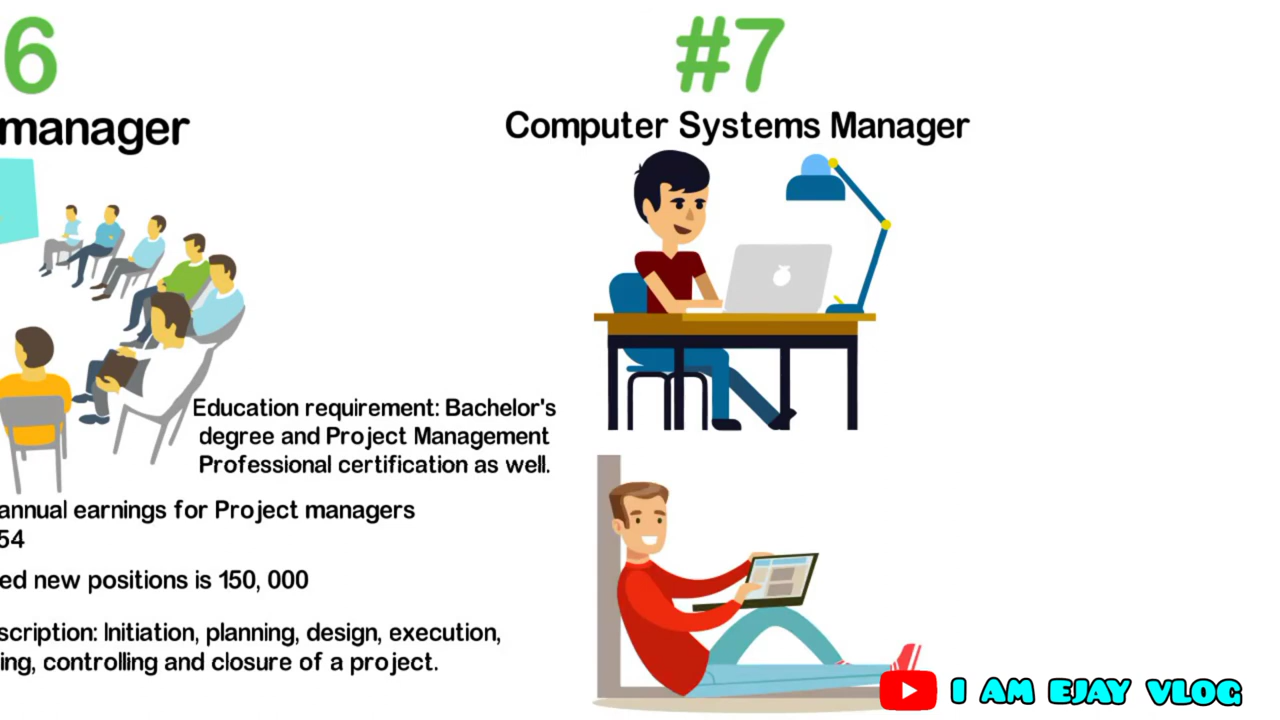 6
manager
Education requirement: Bachelor's
degree and Project Management
Professional certification as well.
annual earnings for Project managers
54
ed new positions is 150, 000
scription: Initiation, planning, design, execution,
ing, controlling and closure of a project.
#7
Computer Systems Manager
I AM EJAY VLOG